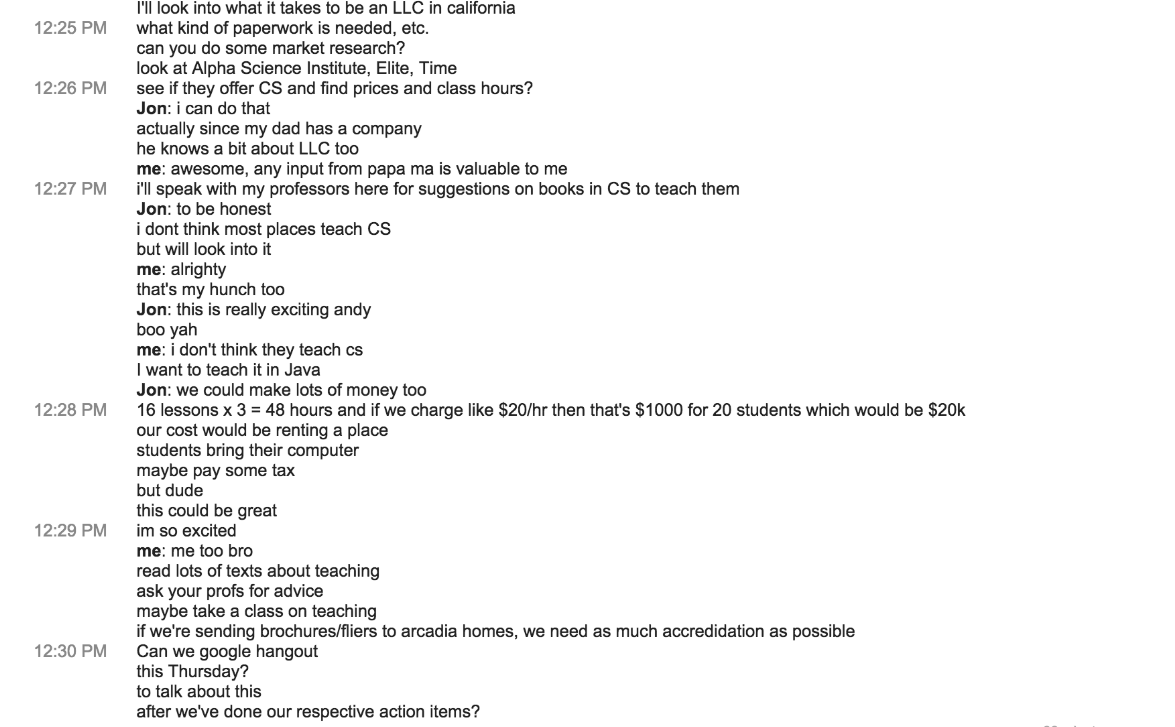 I'll look into what it takes to be an LLC in california
12:25 PM what kind of paperwork is needed, etc.
can you do some market research?
look at Alpha Science Institute, Elite, Time
12:26 PM see if they offer CS and find prices and class hours?
Jon: i can do that
actually since my dad has a company
he knows a bit about LLC too
me: awesome, any input from papa ma is valuable to me
12:27 PM i'll speak with my professors here for suggestions on books in CS to teach them
Jon: to be honest
i dont think most places teach CS
but will look into it
me: alrighty
that's my hunch too
Jon: this is really exciting andy
boo yah
me: i don't think they teach cs
I want to teach it in Java
Jon: we could make lots of money too
12:28 PM 16 lessons x 3 = 48 hours and if we charge like $20/hr then that's $1000 for 20 students which would be $20k
our cost would be renting a place
students bring their computer
maybe pay some tax
but dude
this could be great
12:29 PM im so excited
me: me too bro
read lots of texts about teaching
ask your profs for advice
maybe take a class on teaching
if we're sending brochures/fliers to arcadia homes, we need as much accredidation as possible
12:30 PM Can we google hangout
this Thursday?
to talk about this
after we've done our respective action items?